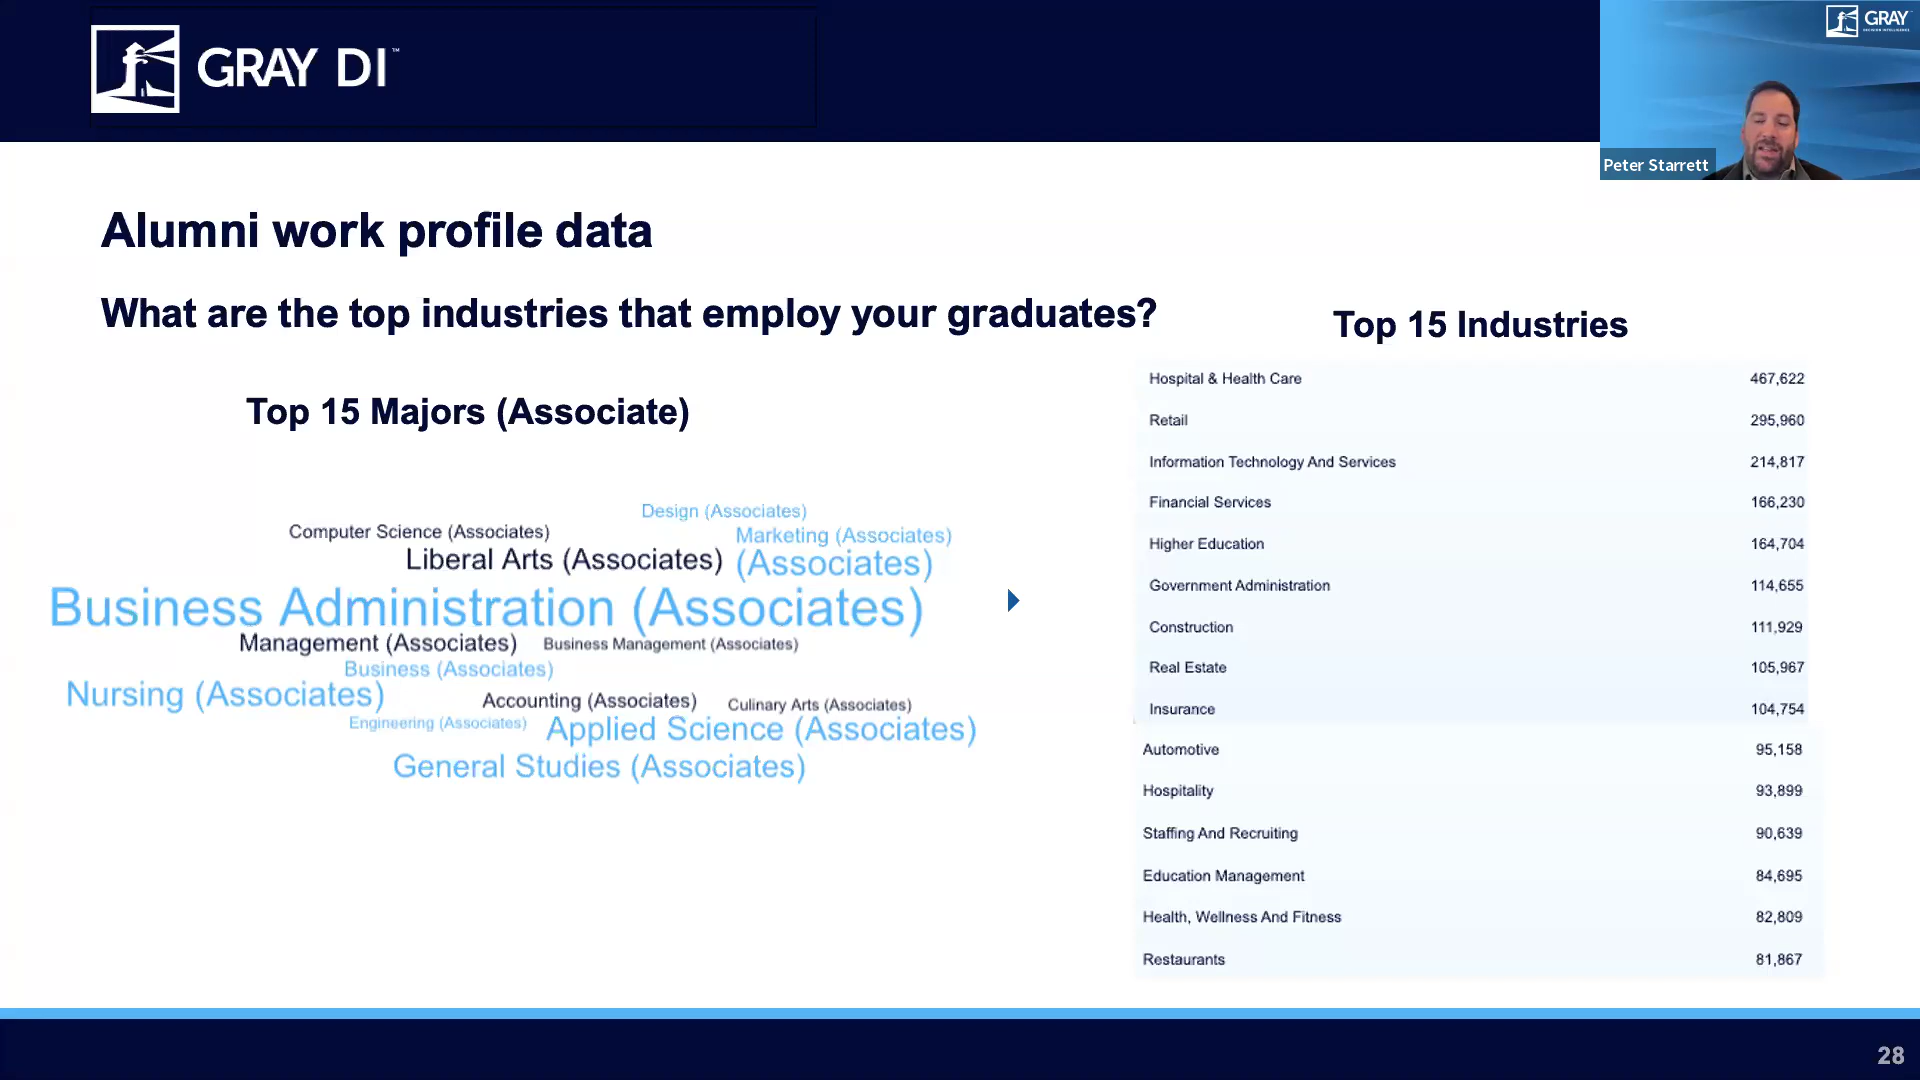 GRAY DI™
GRAY
Peter Starrett
Alumni work profile data
What are the top industries that employ your graduates?
Top 15 Majors (Associate)
Design (Associates)
Computer Science (Associates)
Marketing (Associates)
Liberal Arts (Associates)
(Associates)
Business Administration (Associates)
Management (Associates)
Business Management (Associates)
Business (Associates)
Nursing (Associates)
Accounting (Associates)
Culinary Arts (Associates)
Engineering (Associates)
Applied Science (Associates)
General Studies (Associates)
Top 15 Industries
Hospital & Health Care 467,622
Retail 295,960
Information Technology And Services 214,817
Financial Services 166,230
Higher Education 164,704
Government Administration 114,655
Construction 111,929
Real Estate 105,967
Insurance 104,754
Automotive 95,158
Hospitality 93,899
Staffing And Recruiting 90,639
Education Management 84,695
Health, Wellness And Fitness 82,809
Restaurants 81,867
28